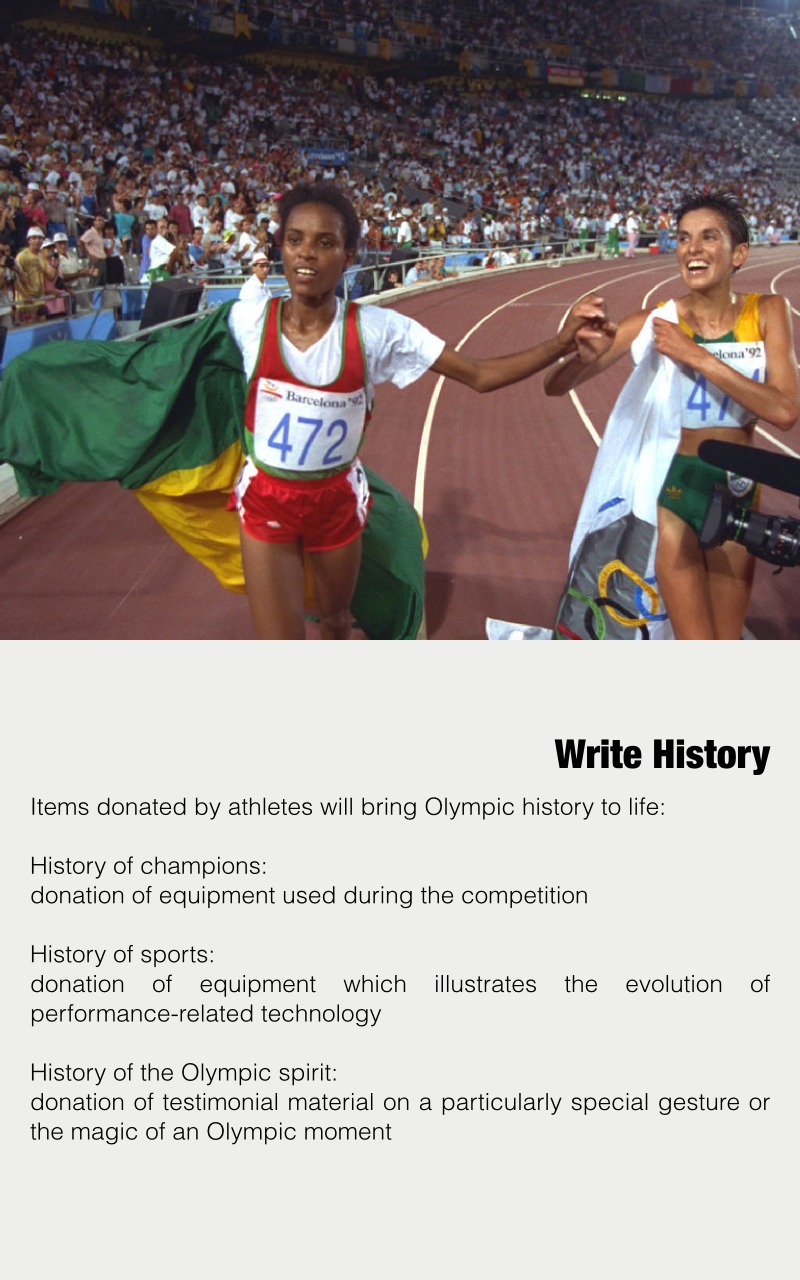 Barcelona '92
472
elona '92
47
Write History
Items donated by athletes will bring Olympic history to life:
History of champions:
donation of equipment used during the competition
History of sports:
donation of equipment which illustrates the evolution of
performance-related technology
History of the Olympic spirit:
donation of testimonial material on a particularly special gesture or
the magic of an Olympic moment